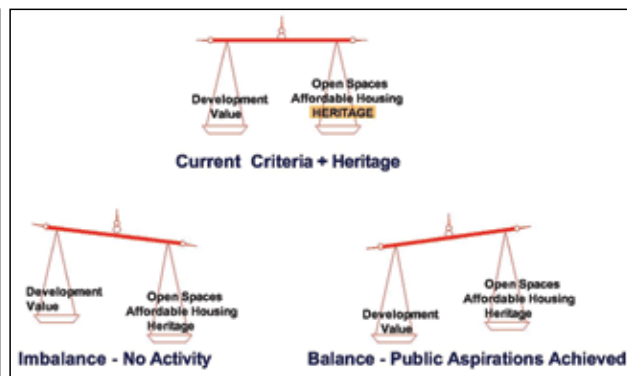 Development
Value
Open Spaces
Affordable Housing
HERITAGE
Current Criteria + Heritage
Development
Value
Open Spaces
Affordable Housing
Heritage
Imbalance - No Activity
Development
Value
Open Spaces
Affordable Housing
Heritage
Balance - Public Aspirations Achieved